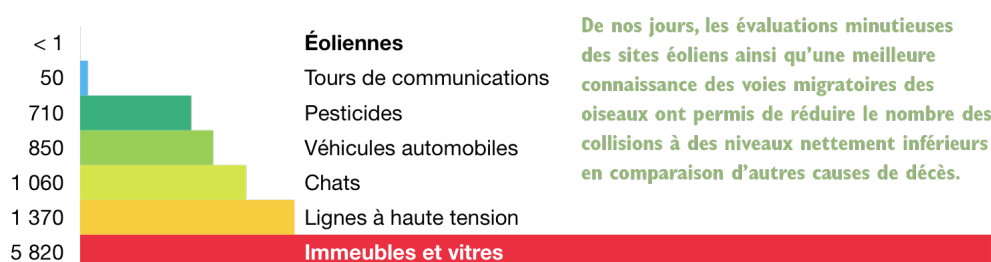 < 1 Éoliennes
50 Tours de communications
710 Pesticides
850 Véhicules automobiles
1 060 Chats
1 370 Lignes à haute tension
5 820 Immeubles et vitres
De nos jours, les évaluations minutieuses
des sites éoliens ainsi qu'une meilleure
connaissance des voies migratoires des
oiseaux ont permis de réduire le nombre des
collisions à des niveaux nettement inférieurs
en comparaison d'autres causes de décès.